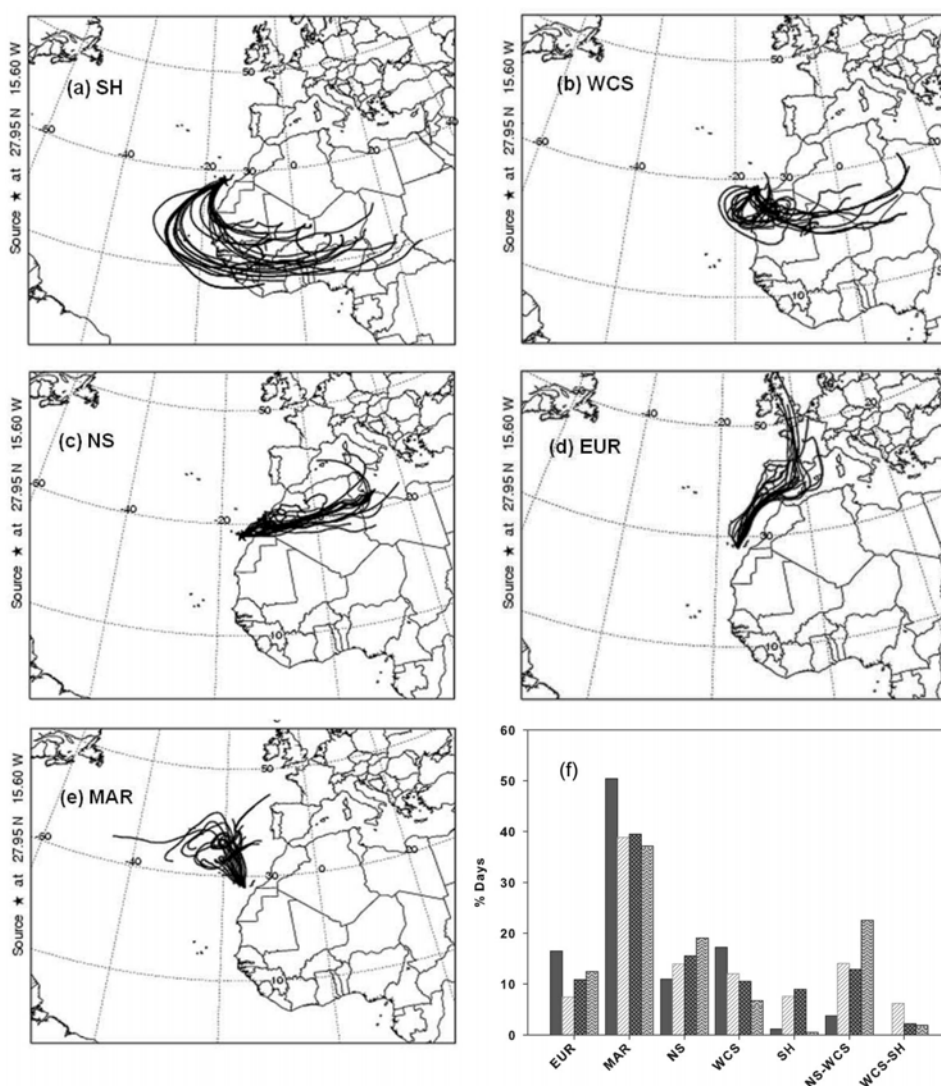 Source ★ at 27.95 N 15.60 W
(a) SH
50
-60
-40
-20
30
0
20
40
Source ★ at 27.95 N 15.60 W
(b) WCS
50
-60
-40
-20
30
0
20
10
Source ★ at 27.95 N 15.60 W
(c) NS
50
-60
-40
-20
10
Source ★ at 27.95 N 15.60 W
(d) EUR
-60
-40
-20
50
0
20
30
10
Source ★ at 27.95 N 15.60 W
(e) MAR
50
-60
-40
30
0
10
(f)
% Days
60
50
40
30
20
10
0
EUR
MAR
NS
WCS
SH
NS-WCS
WCS-SH